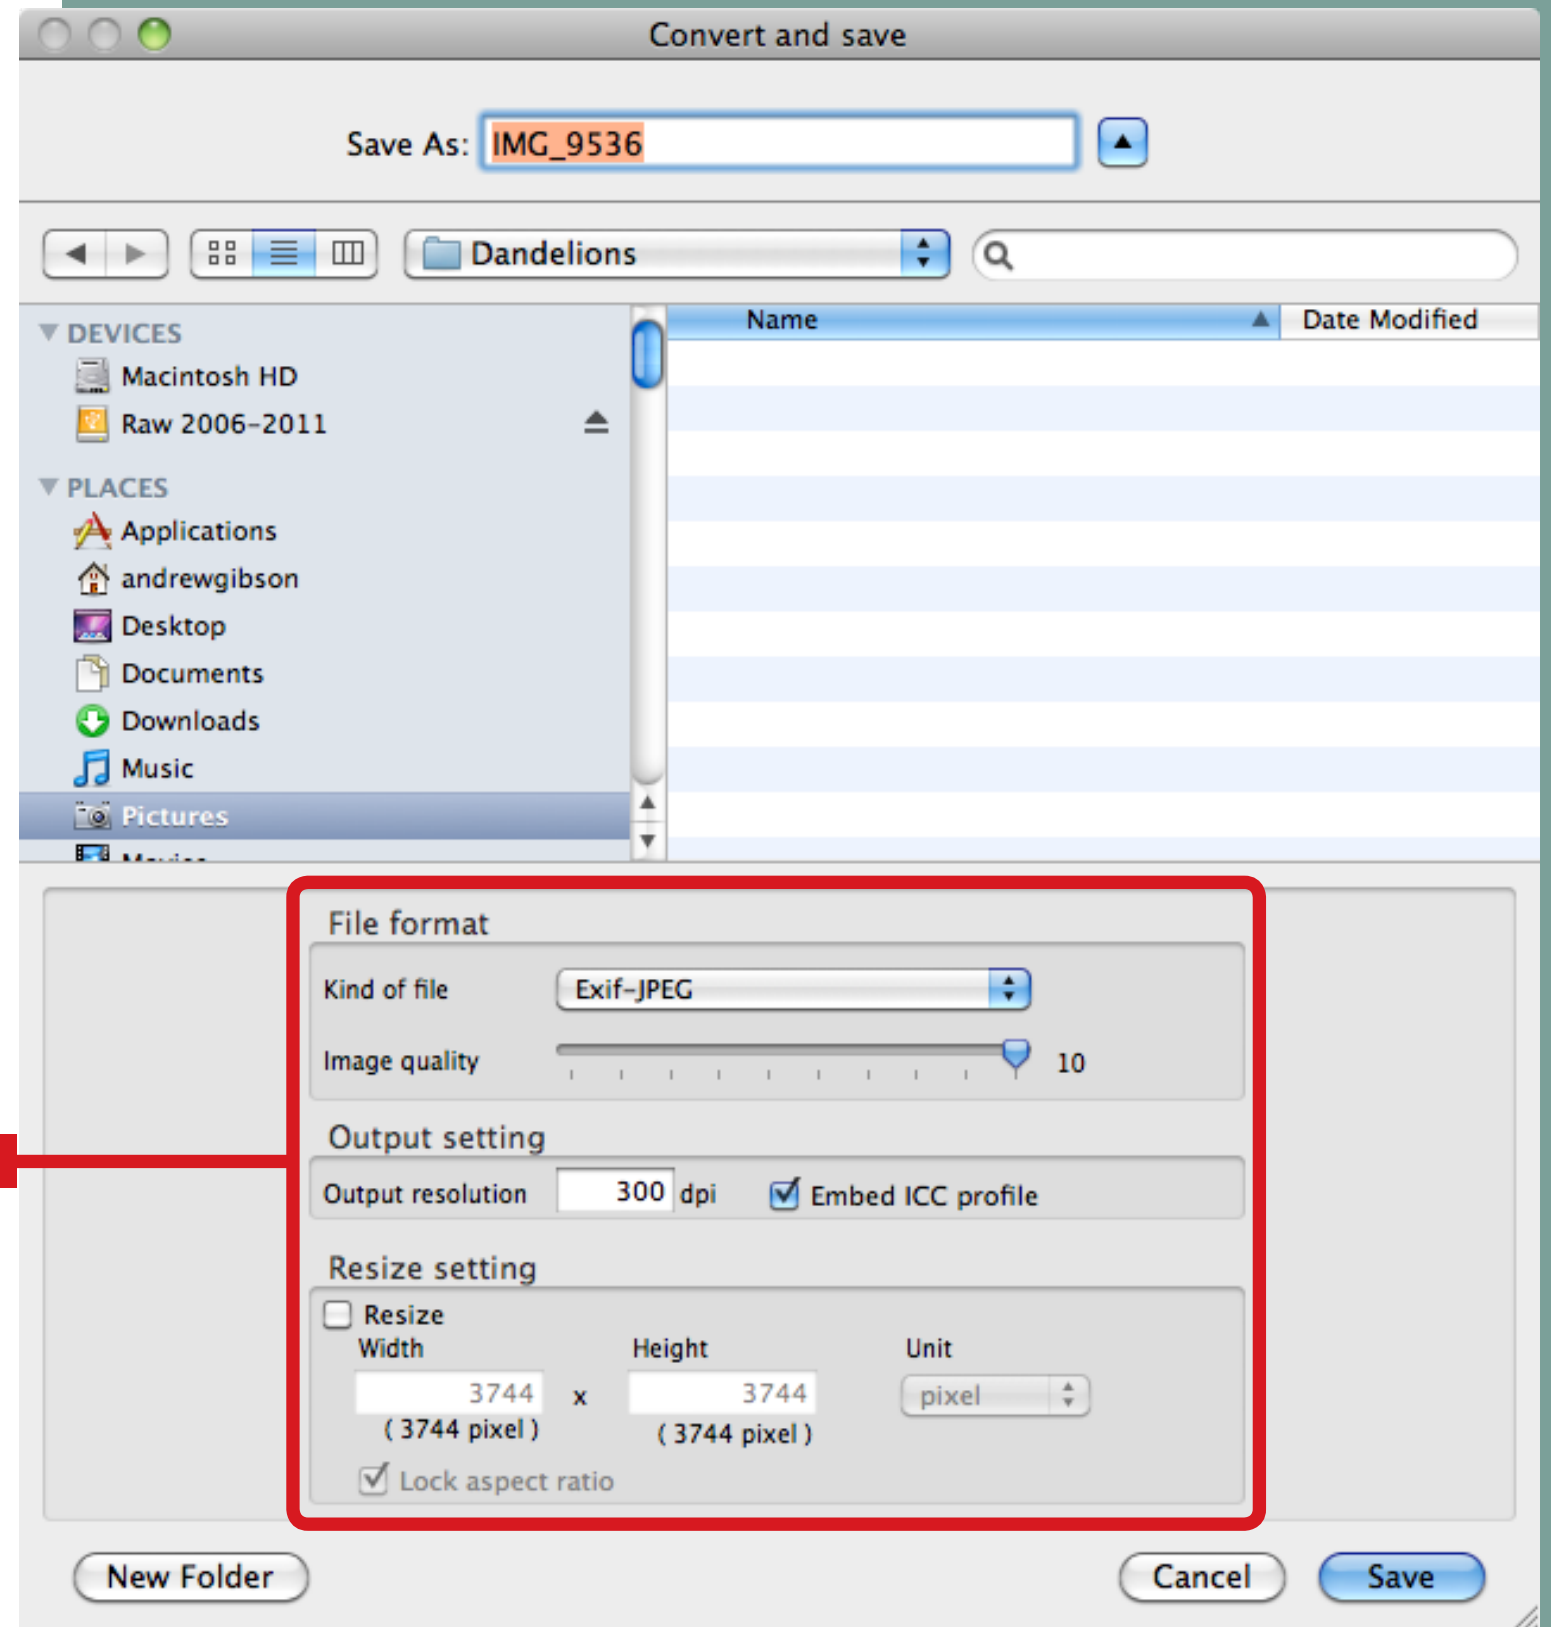 Convert and save
Save As: IMG_9536
Dandelions
DEVICES
Macintosh HD
Raw 2006-2011
PLACES
Applications
andrewgibson
Desktop
Documents
Downloads
Music
Pictures
Name
Date Modified
File format
Kind of file Exif-JPEG
Image quality 10
Output setting
Output resolution 300 dpi Embed ICC profile
Resize setting
Resize
Width Height Unit
3744 x 3744 pixel
( 3744 pixel ) ( 3744 pixel )
Lock aspect ratio
New Folder Cancel Save